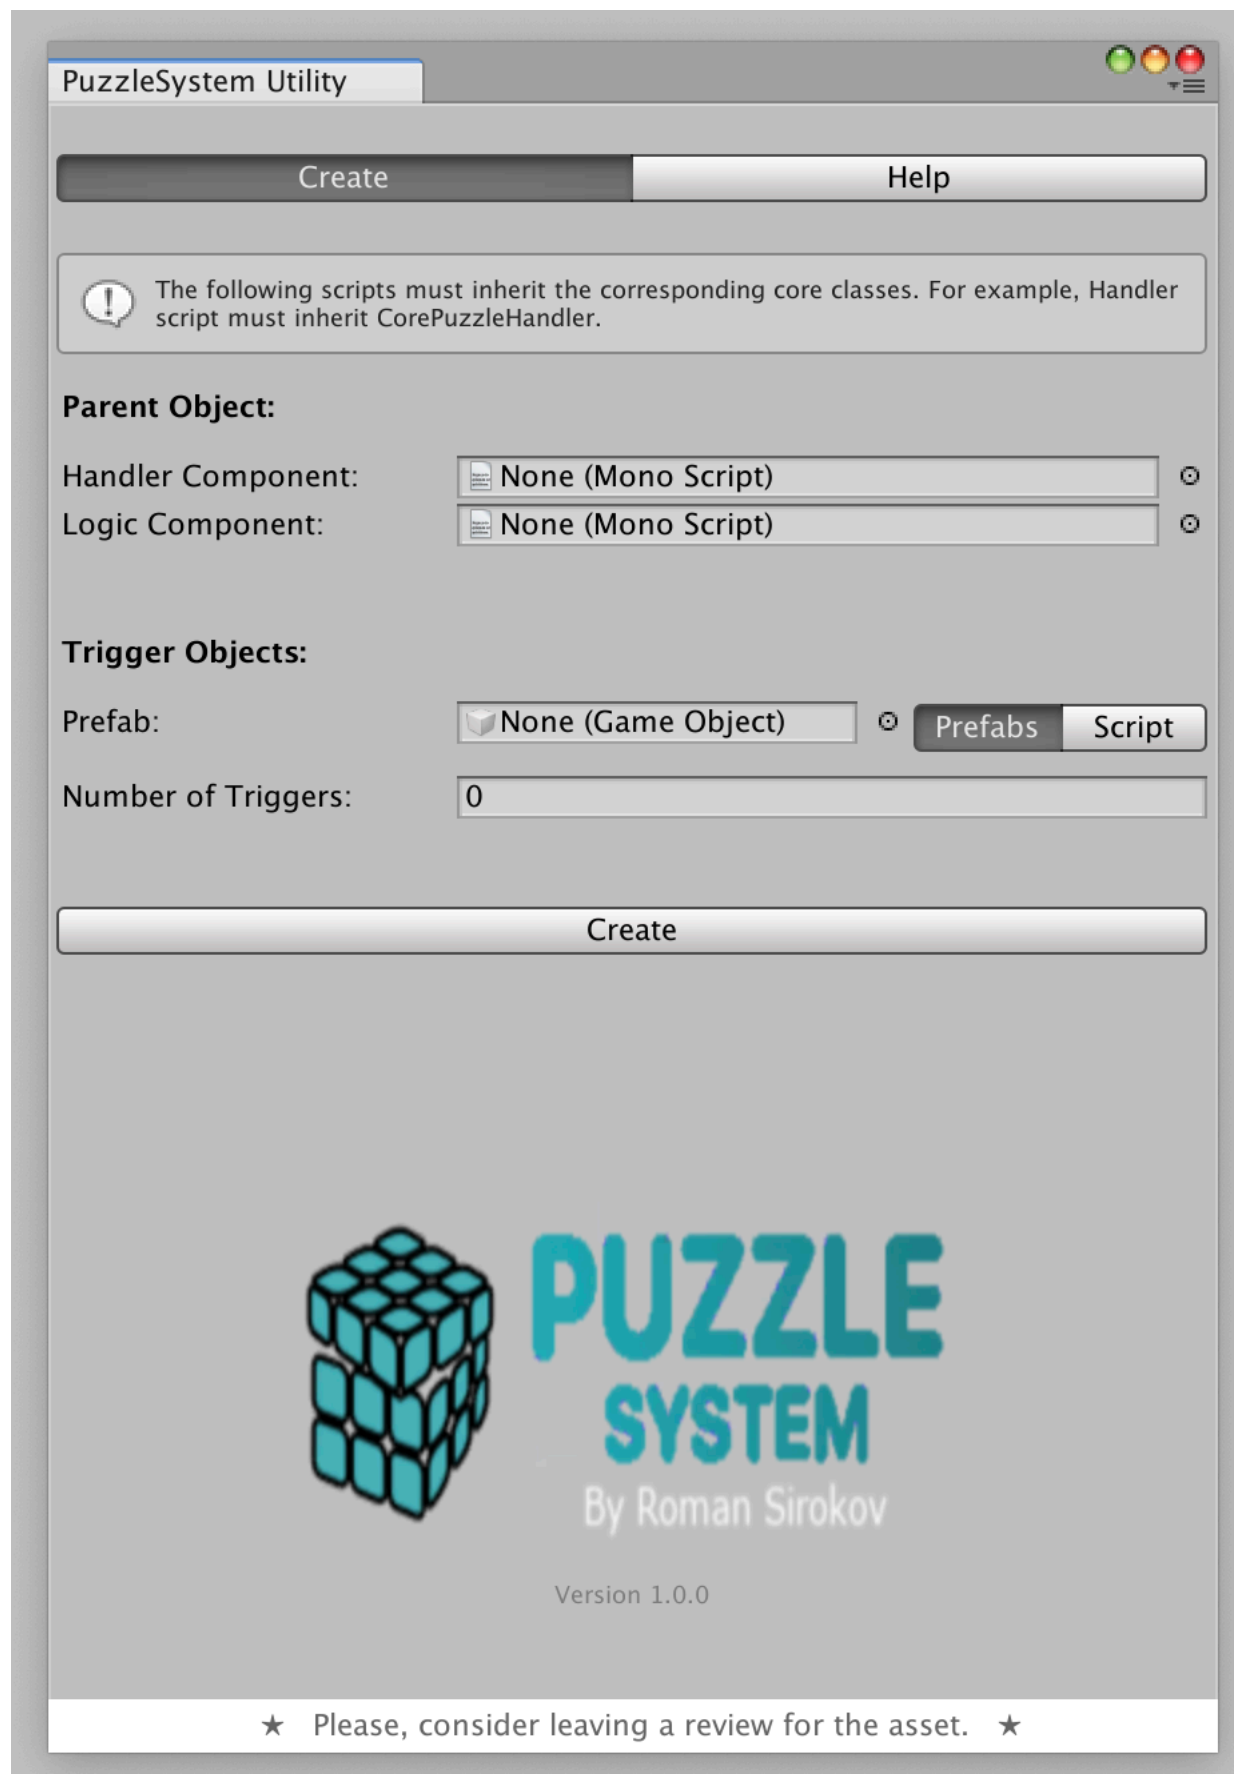 PuzzleSystem Utility
Create
Help
The following scripts must inherit the corresponding core classes. For example, Handler
script must inherit CorePuzzleHandler.
Parent Object:
Handler Component:
None (Mono Script)
Logic Component:
None (Mono Script)
Trigger Objects:
Prefab:
None (Game Object)
Prefabs
Script
Number of Triggers:
0
Create
PUZZLE
SYSTEM
By Roman Sirokov
Version 1.0.0
★ Please, consider leaving a review for the asset. ★